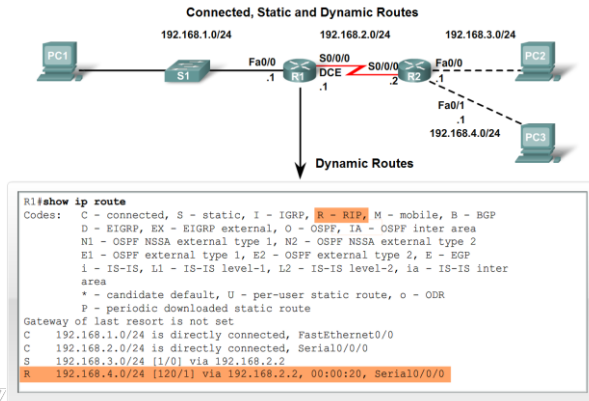 Connected, Static and Dynamic Routes
192.168.1.0/24
192.168.2.0/24
192.168.3.0/24
PC1
S1
Fa0/0
.1
R1
S0/0/0
DCE
.1
S0/0/0
.2
R2
Fa0/0
.1
PC2
Fa0/1
.1
192.168.4.0/24
PC3
Dynamic Routes
R1#show ip route
Codes: C - connected, S - static, I - IGRP, R - RIP, M - mobile, B - BGP
D - EIGRP, EX - EIGRP external, O - OSPF, IA - OSPF inter area
N1 - OSPF NSSA external type 1, N2 - OSPF NSSA external type 2
E1 - OSPF external type 1, E2 - OSPF external type 2, E - EGP
i - IS-IS, L1 - IS-IS level-1, L2 - IS-IS level-2, ia - IS-IS inter
area
* - candidate default, U - per-user static route, o - ODR
P - periodic downloaded static route
Gateway of last resort is not set
C 192.168.1.0/24 is directly connected, FastEthernet0/0
C 192.168.2.0/24 is directly connected, Serial0/0/0
S 192.168.3.0/24 [1/0] via 192.168.2.2
R 192.168.4.0/24 [120/1] via 192.168.2.2, 00:00:20, Serial0/0/0